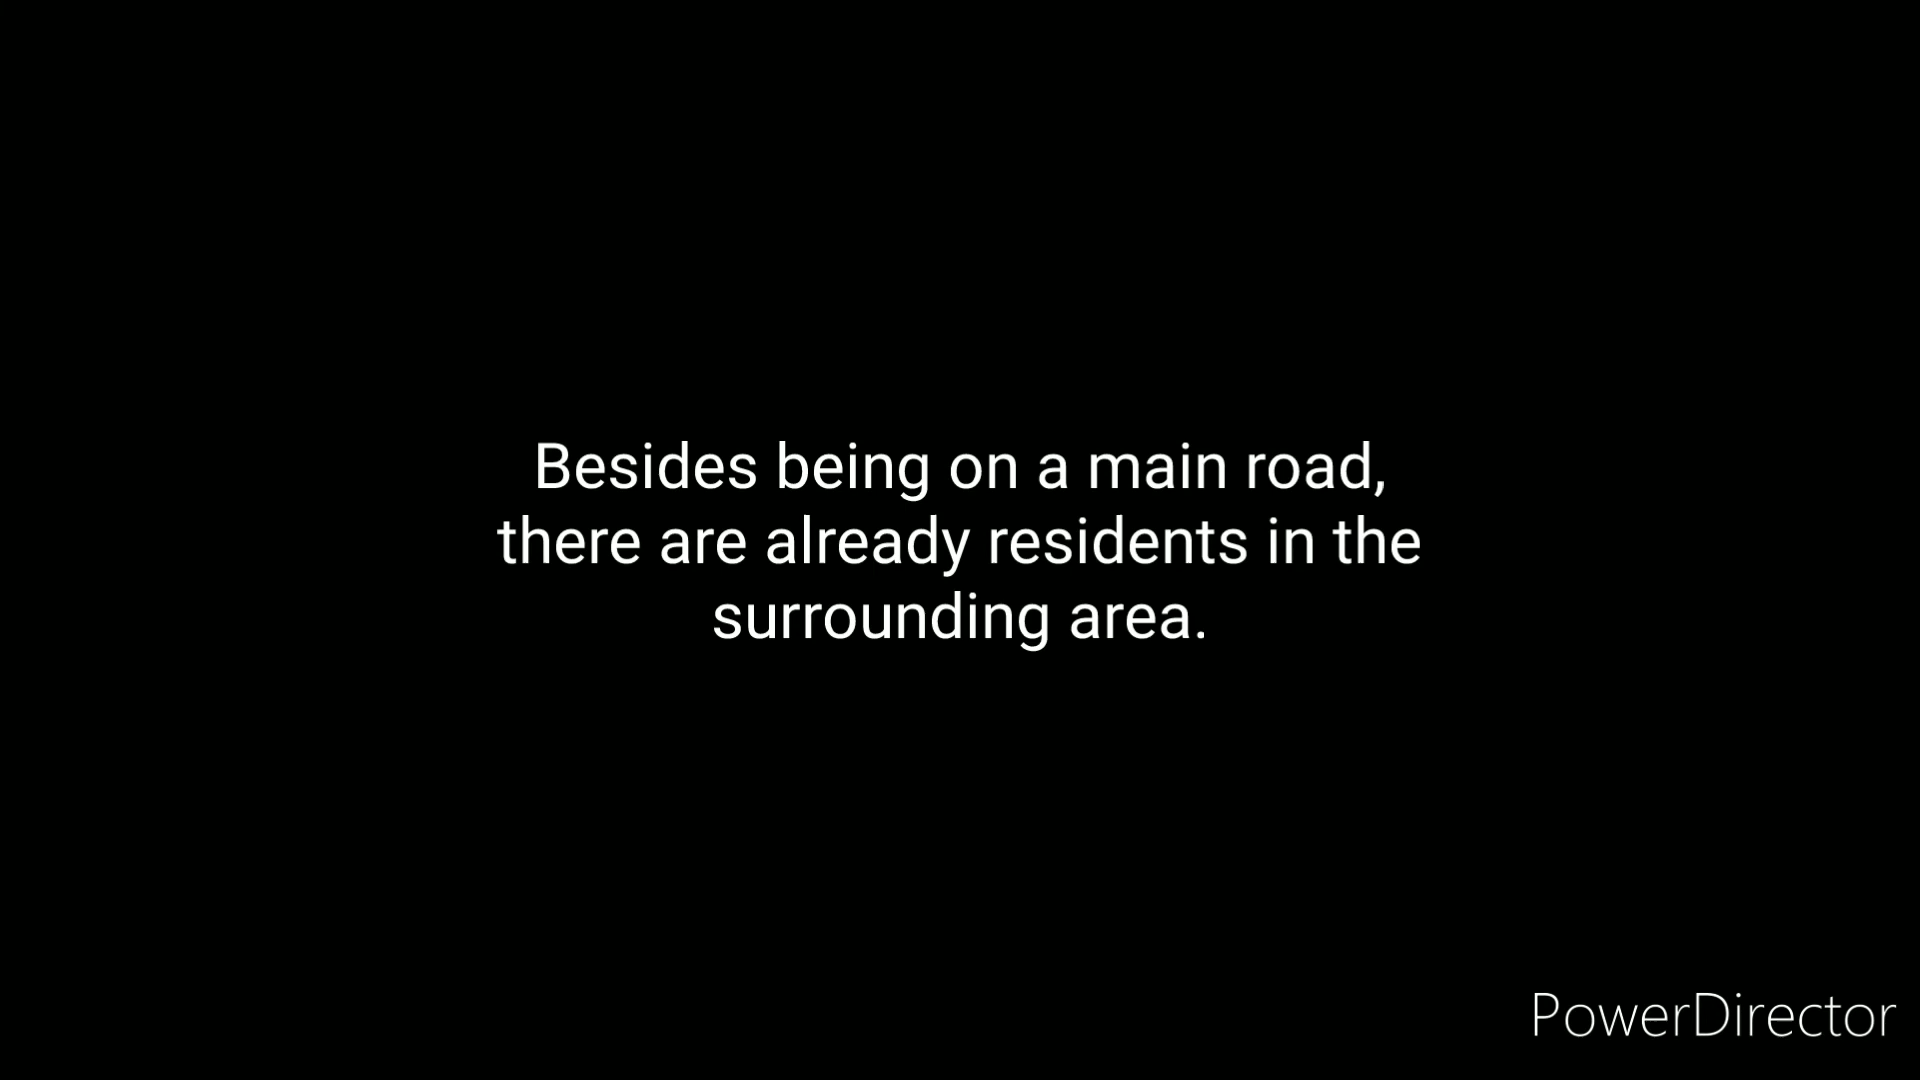 Besides being on a main road,
there are already residents in the
surrounding area.
PowerDirector